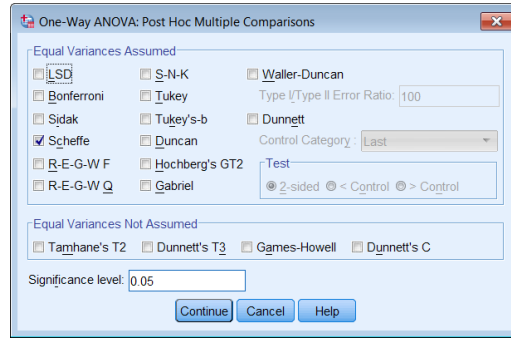 One-Way ANOVA: Post Hoc Multiple Comparisons
Equal Variances Assumed
LSD S-N-K Waller-Duncan
Bonferroni Tukey Type I/Type II Error Ratio: 100
Sidak Tukey's-b Dunnett
Scheffe Duncan Control Category : Last
R-E-G-W F Hochberg's GT2 Test
R-E-G-W Q Gabriel 2-sided < Control > Control
Equal Variances Not Assumed
Tamhane's T2 Dunnett's T3 Games-Howell Dunnett's C
Significance level: 0.05
Continue Cancel Help